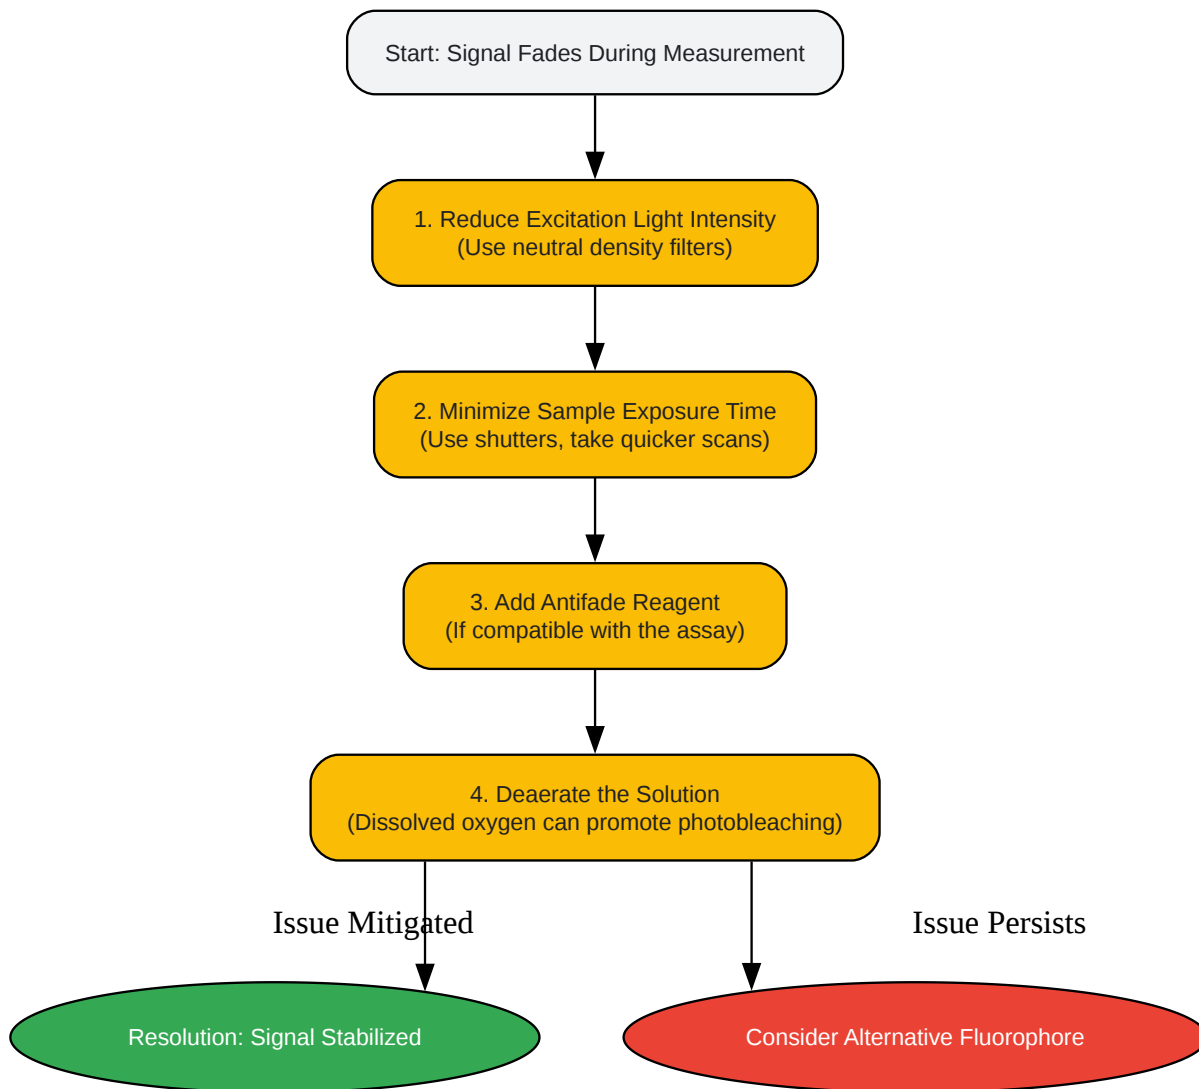 Start: Signal Fades During Measurement
1. Reduce Excitation Light Intensity
(Use neutral density filters)
2. Minimize Sample Exposure Time
(Use shutters, take quicker scans)
3. Add Antifade Reagent
(If compatible with the assay)
4. Deaerate the Solution
(Dissolved oxygen can promote photobleaching)
Issue Mitigated
Issue Persists
Resolution: Signal Stabilized
Consider Alternative Fluorophore